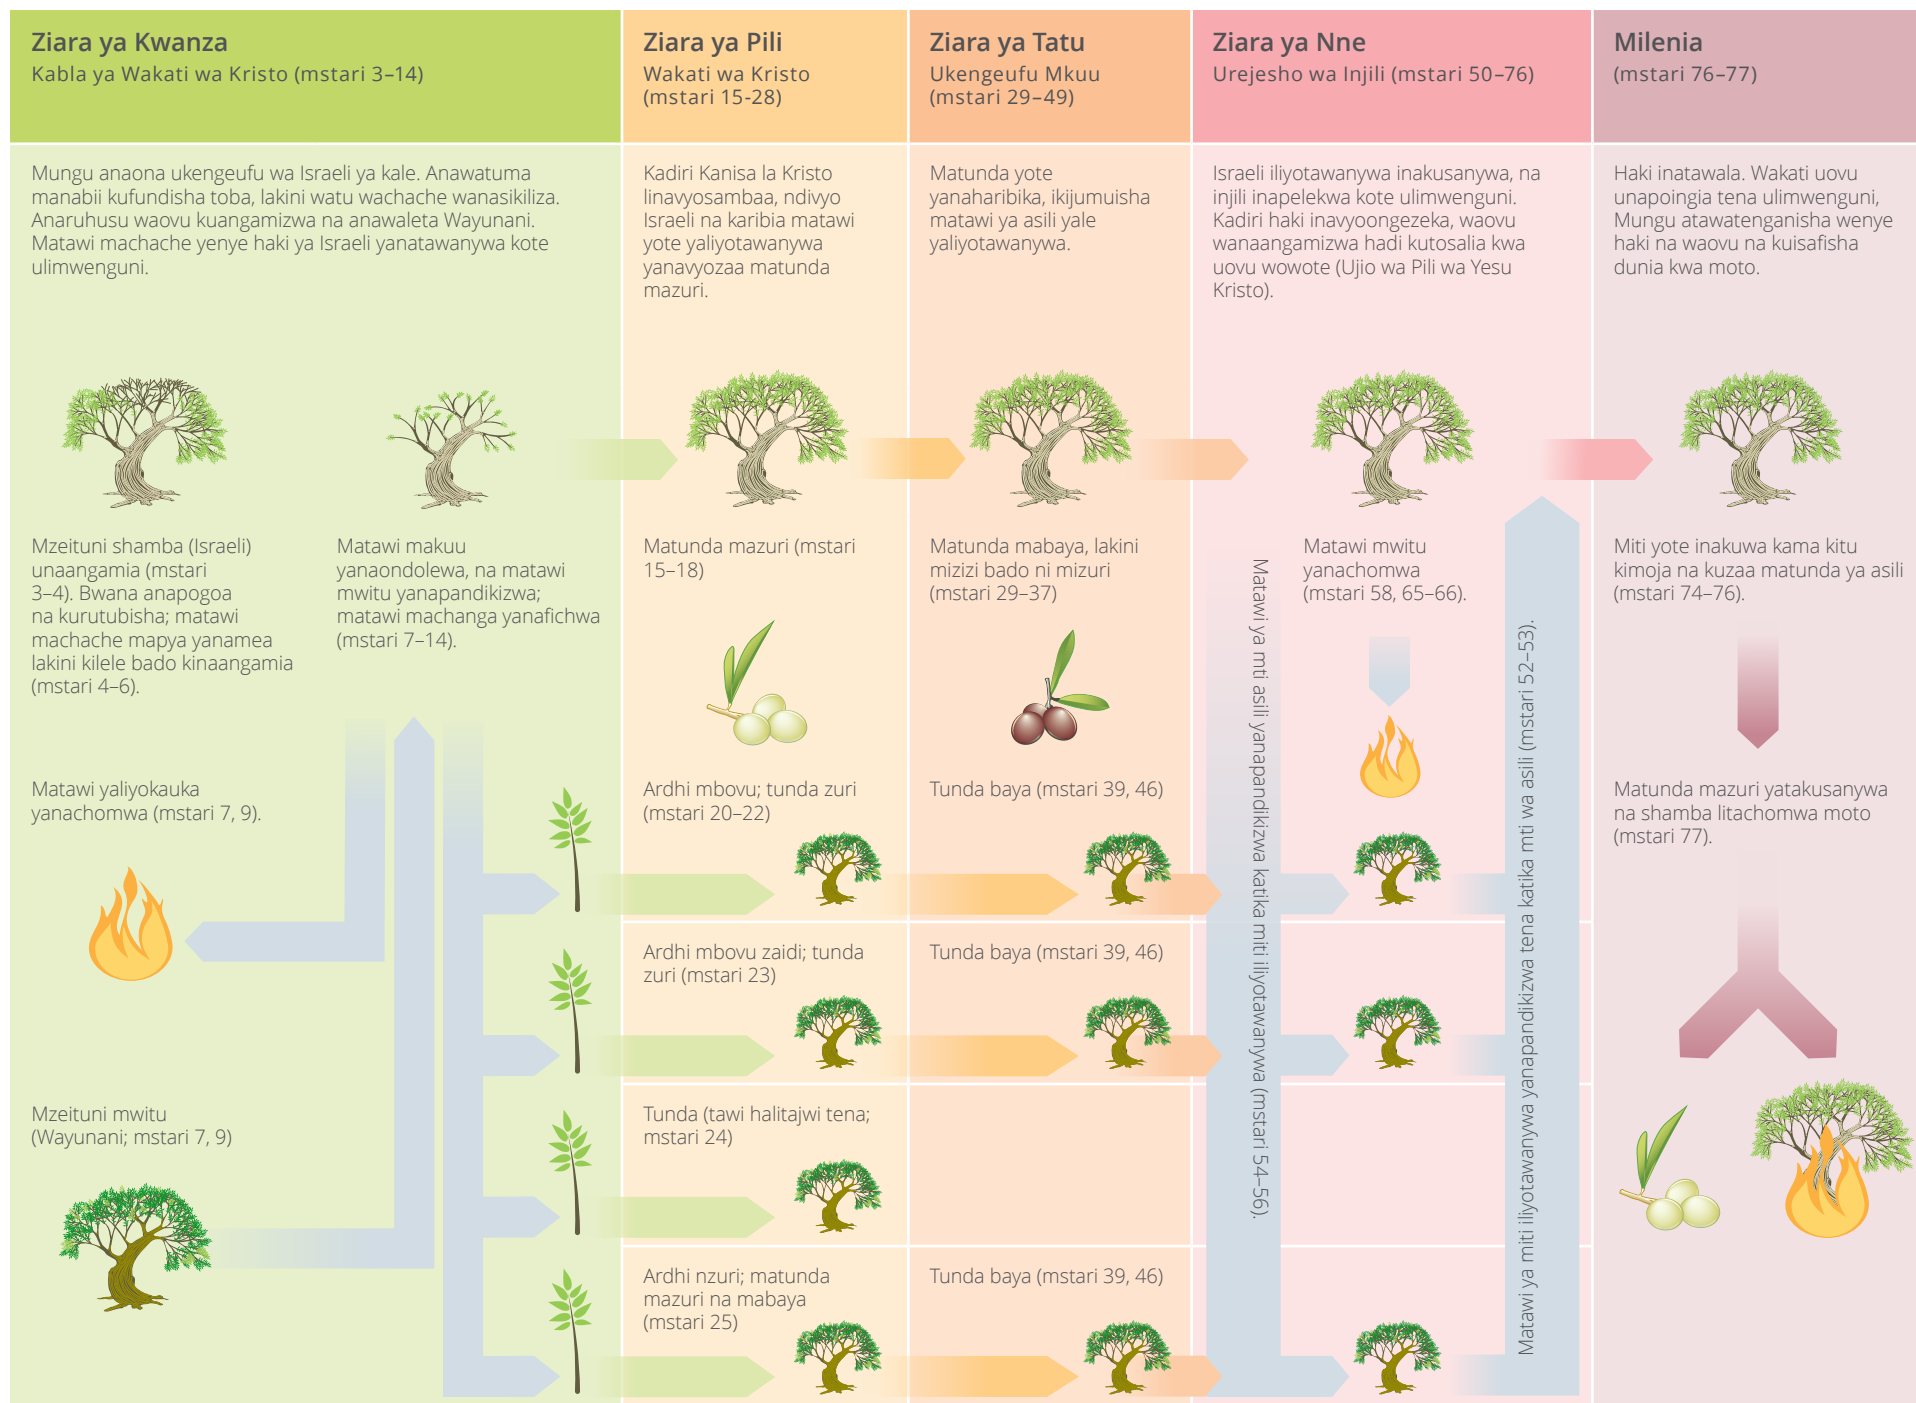 Ziara ya Kwanza
Kabla ya Wakati wa Kristo (mstari 3–14)
Mungu anaona ukengeufu wa Israeli ya kale. Anawatuma
manabii kufundisha toba, lakini watu wachache wanasikiliza.
Anaruhusu waovu kuangamizwa na anawaleta Wayunani.
Matawi machache yenye haki ya Israeli yanatawanywa kote
ulimwenguni.
Mzeituni shamba (Israeli)
unaangamia (mstari
3–4). Bwana anapogoa
na kurutubisha; matawi
machache mapya yanamea
lakini kilele bado kinaangamia
(mstari 4–6).
Matawi makuu
yanaondolewa, na matawi
mwitu yanapandikizwa;
matawi machanga yanafichwa
(mstari 7–14).
Matawi yaliyokauka
yanachomwa (mstari 7, 9).
Mzeituni mwitu
(Wayunani; mstari 7, 9)
Ziara ya Pili
Wakati wa Kristo
(mstari 15-28)
Kadiri Kanisa la Kristo
linavyosambaa, ndivyo
Israeli na karibia matawi
yote yaliyotawanywa
yanavyozaa matunda
mazuri.
Matunda mazuri (mstari
15–18)
Ardhi mbovu; tunda zuri
(mstari 20–22)
Ardhi mbovu zaidi; tunda
zuri (mstari 23)
Tunda (tawi halitajwi tena;
mstari 24)
Ardhi nzuri; matunda
mazuri na mabaya
(mstari 25)
Ziara ya Tatu
Ukengeufu Mkuu
(mstari 29–49)
Matunda yote
yanaharibika, ikijumuisha
matawi ya asili yale
yaliyotawanywa.
Matunda mabaya, lakini
mizizi bado ni mizuri
(mstari 29–37)
Tunda baya (mstari 39, 46)
Tunda baya (mstari 39, 46)
Tunda baya (mstari 39, 46)
Ziara ya Nne
Urejesho wa Injili (mstari 50–76)
Israeli iliyotawanywa inakusanywa, na
injili inapelekwa kote ulimwenguni.
Kadiri haki inavyoongezeka, waovu
wanaangamizwa hadi kutosalia kwa
uovu wowote (Ujio wa Pili wa Yesu
Kristo).
Matawi ya mti asili yanapandikizwa katika miti iliyotawanywa (mstari 54–56).
Matawi mwitu
yanachomwa
(mstari 58, 65–66).
Matawi ya miti iliyotawanywa yanapandikizwa tena katika mti wa asili (mstari 52–53).
Milenia
(mstari 76–77)
Haki inatawala. Wakati uovu
unapoingia tena ulimwenguni,
Mungu atawatenganisha wenye
haki na waovu na kuisafisha
dunia kwa moto.
Miti yote inakuwa kama kitu
kimoja na kuzaa matunda ya asili
(mstari 74–76).
Matunda mazuri yatakusanywa
na shamba litachomwa moto
(mstari 77).